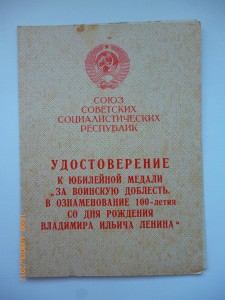 СОЮЗ
СОВЕТСКИХ
СОЦИАЛИСТИЧЕСКИХ
РЕСПУБЛИК
УДОСТОВЕРЕНИЕ
К ЮБИЛЕЙНОЙ МЕДАЛИ
„ЗА ВОИНСКУЮ ДОБЛЕСТЬ.
В ОЗНАМЕНОВАНИЕ 100-летия
СО ДНЯ РОЖДЕНИЯ
ВЛАДИМИРА ИЛЬИЧА ЛЕНИНА“